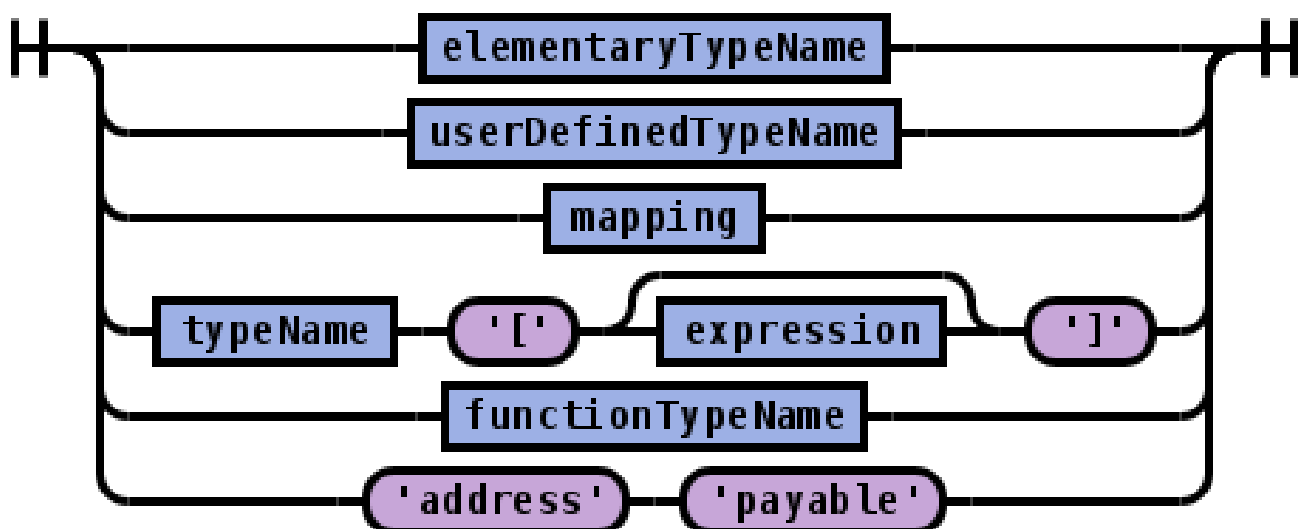 elementaryTypeName
userDefinedTypeName
mapping
typeName '[' expression ']'
functionTypeName
'address' 'payable'